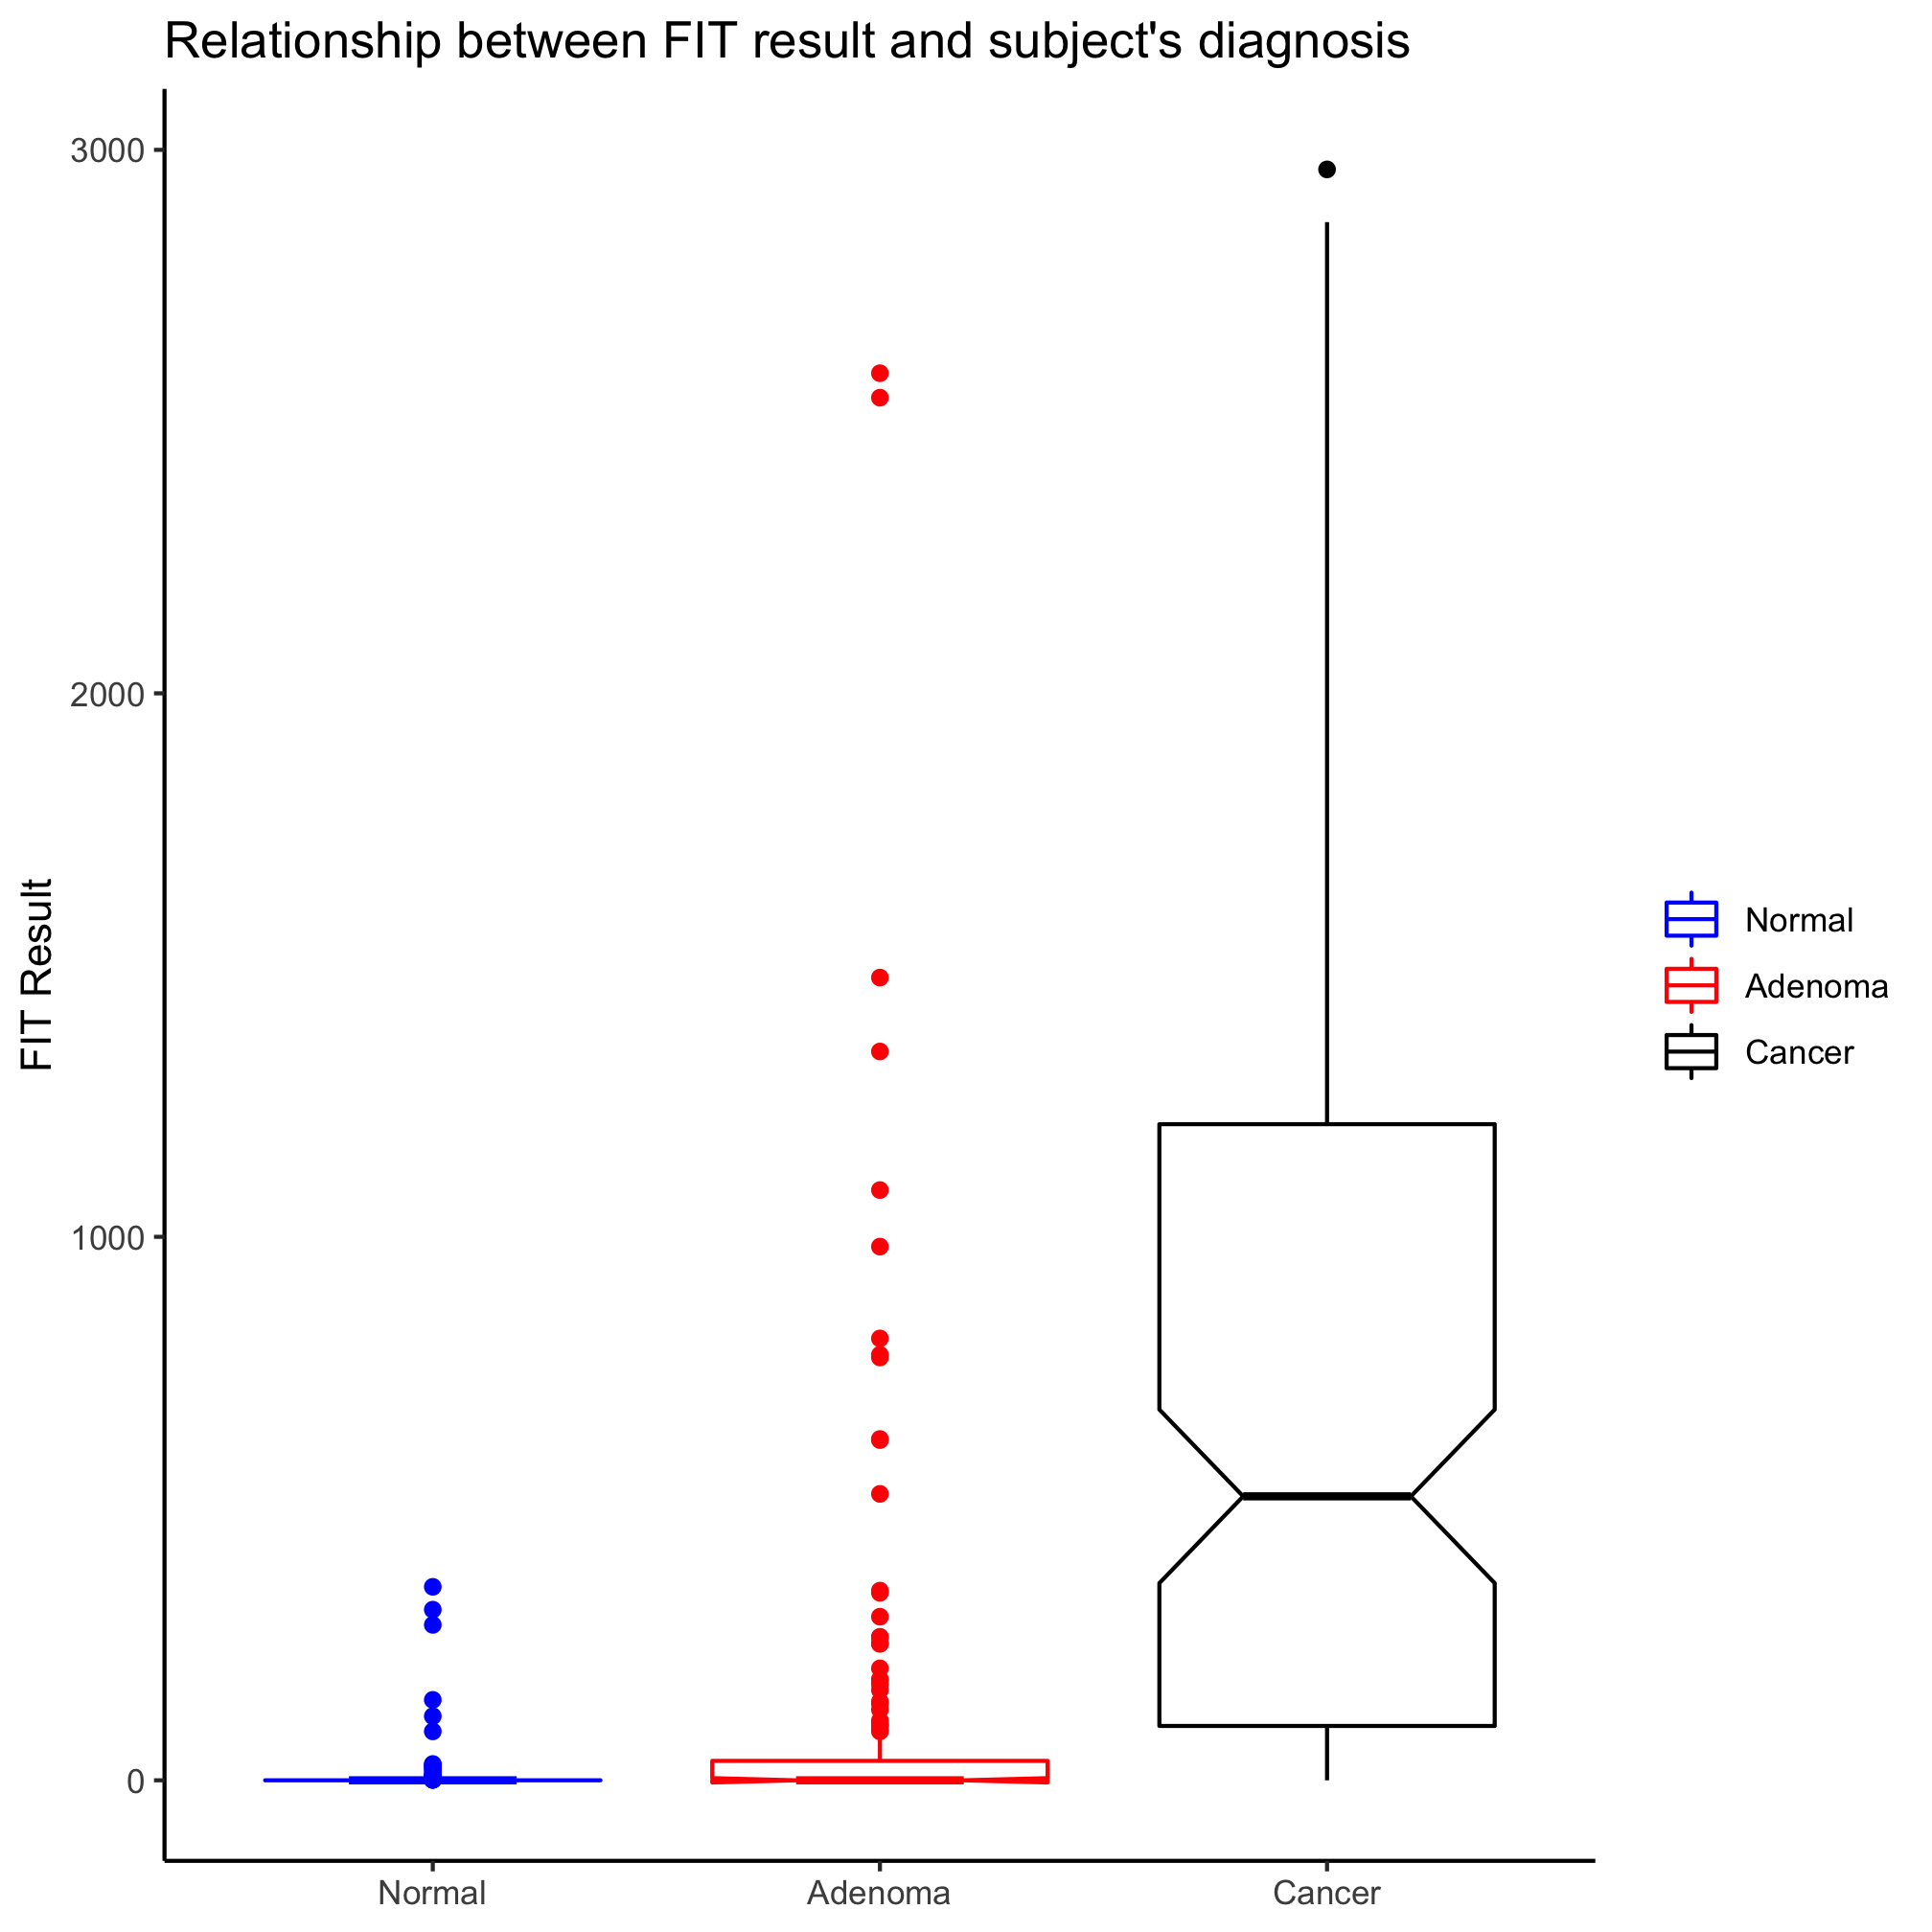 Relationship between FIT result and subject's diagnosis
3000
2000
1000
0
FIT Result
Normal
Adenoma
Cancer
Normal
Adenoma
Cancer